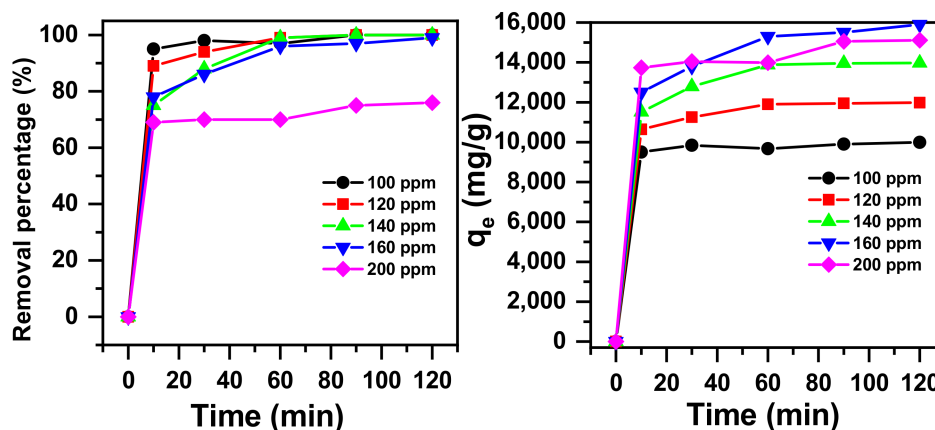 Removal percentage (%)
100
80
60
40
20
0
100 ppm
120 ppm
140 ppm
160 ppm
200 ppm
0 20 40 60 80 100 120
Time (min)
qe (mg/g)
16,000
14,000
12,000
10,000
8,000
6,000
4,000
2,000
0
100 ppm
120 ppm
140 ppm
160 ppm
200 ppm
0 20 40 60 80 100 120
Time (min)